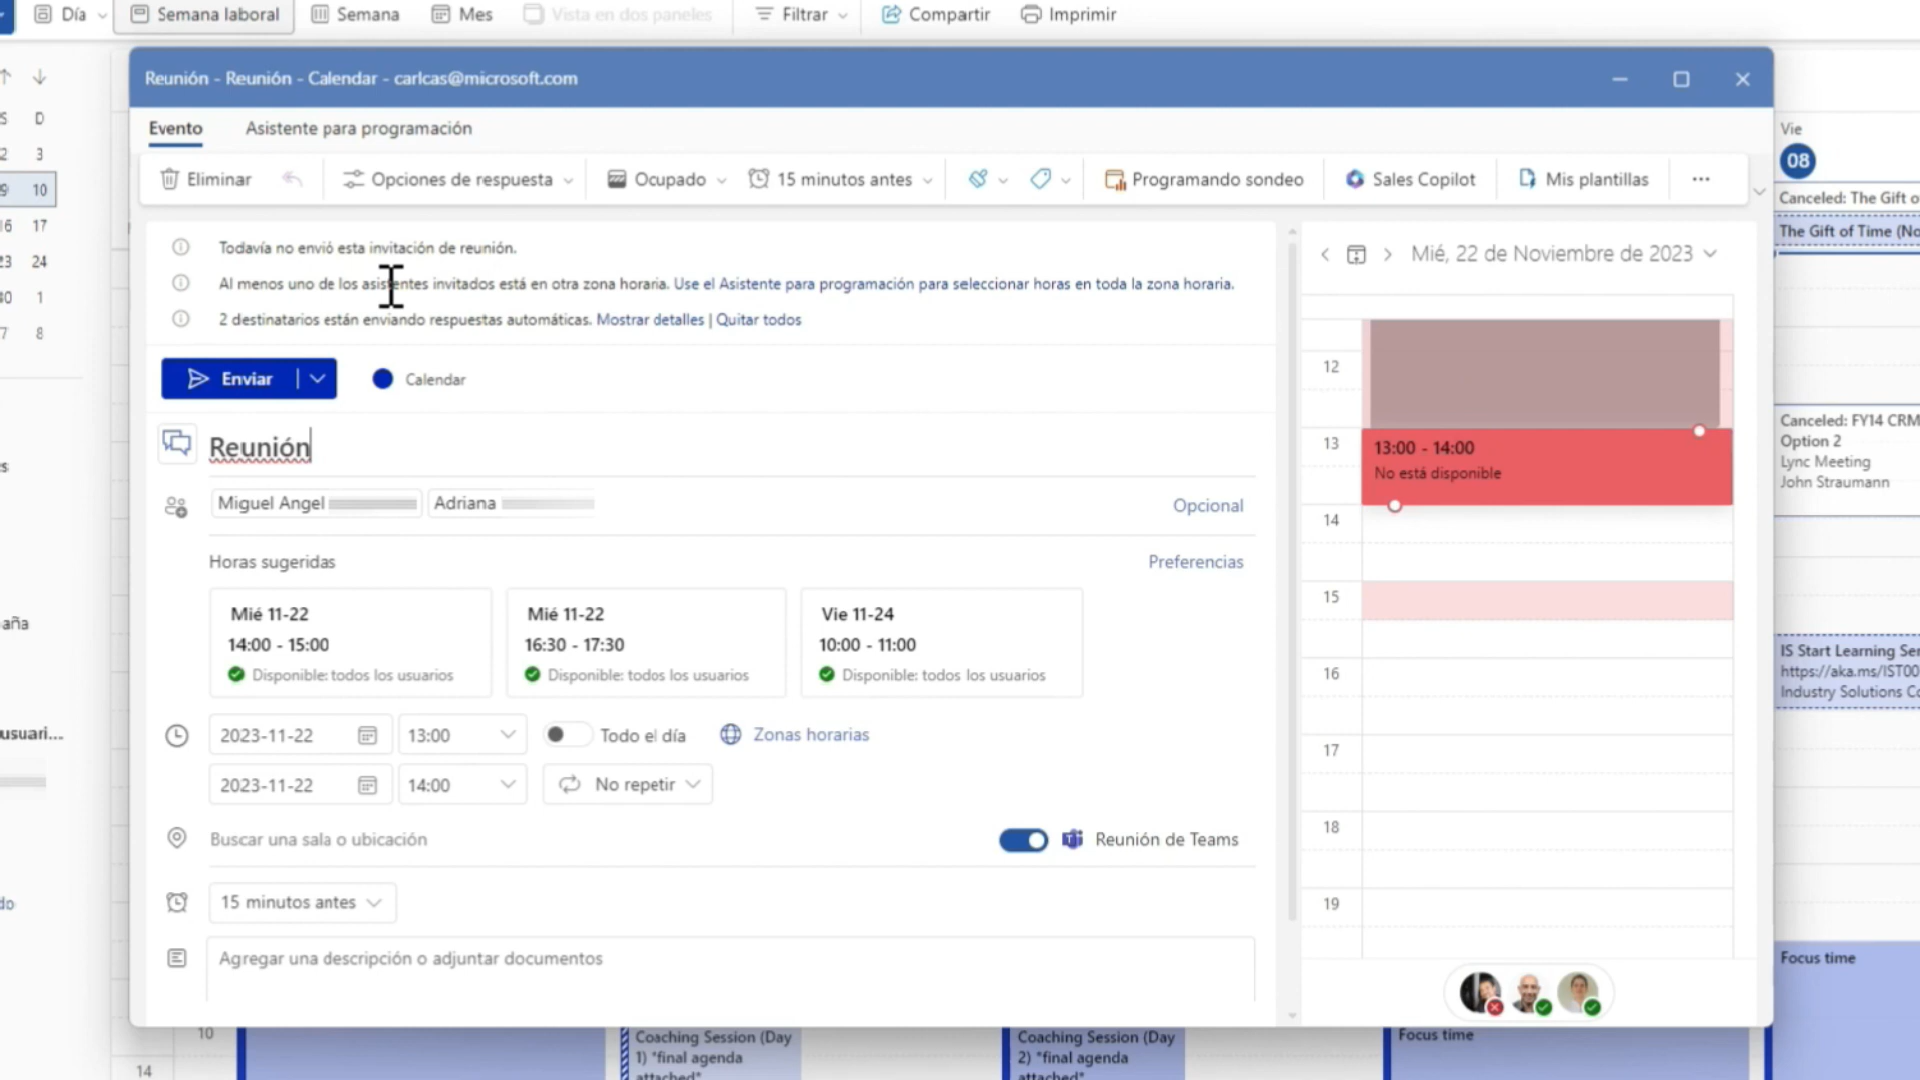 Día
Semana laboral
Semana
Mes
Vista en dos paneles
Filtrar
Compartir
Imprimir
Reunión - Reunión - Calendar - carlcas@microsoft.com
Evento
Asistente para programación
Eliminar
Opciones de respuesta
Ocupado
15 minutos antes
Programando sondeo
Sales Copilot
Mis plantillas
...
Todavía no envió esta invitación de reunión.
Al menos uno de los asistentes invitados está en otra zona horaria. Use el Asistente para programación para seleccionar horas en toda la zona horaria.
2 destinatarios están enviando respuestas automáticas. Mostrar detalles | Quitar todos
Enviar
Calendar
Reunión
Miguel Angel
Adriana
Opcional
Horas sugeridas
Preferencias
Mié 11-22
14:00 - 15:00
Disponible: todos los usuarios
Mié 11-22
16:30 - 17:30
Disponible: todos los usuarios
Vie 11-24
10:00 - 11:00
Disponible: todos los usuarios
2023-11-22
13:00
Todo el día
Zonas horarias
2023-11-22
14:00
No repetir
Buscar una sala o ubicación
Reunión de Teams
15 minutos antes
Agregar una descripción o adjuntar documentos
Mié, 22 de Noviembre de 2023
12
13
13:00 - 14:00
No está disponible
14
15
16
17
18
19
S D
2 3
9 10
16 17
23 24
30 1
7 8
Vie
08
Canceled: The Gift o
The Gift of Time (No
Canceled: FY14 CRM
Option 2
Lync Meeting
John Straumann
IS Start Learning Ser
https://aka.ms/IST00
Industry Solutions Co
Focus time
10
14
Coaching Session (Day
1) *final agenda
attached*
Coaching Session (Day
2) *final agenda
attached*
Focus time